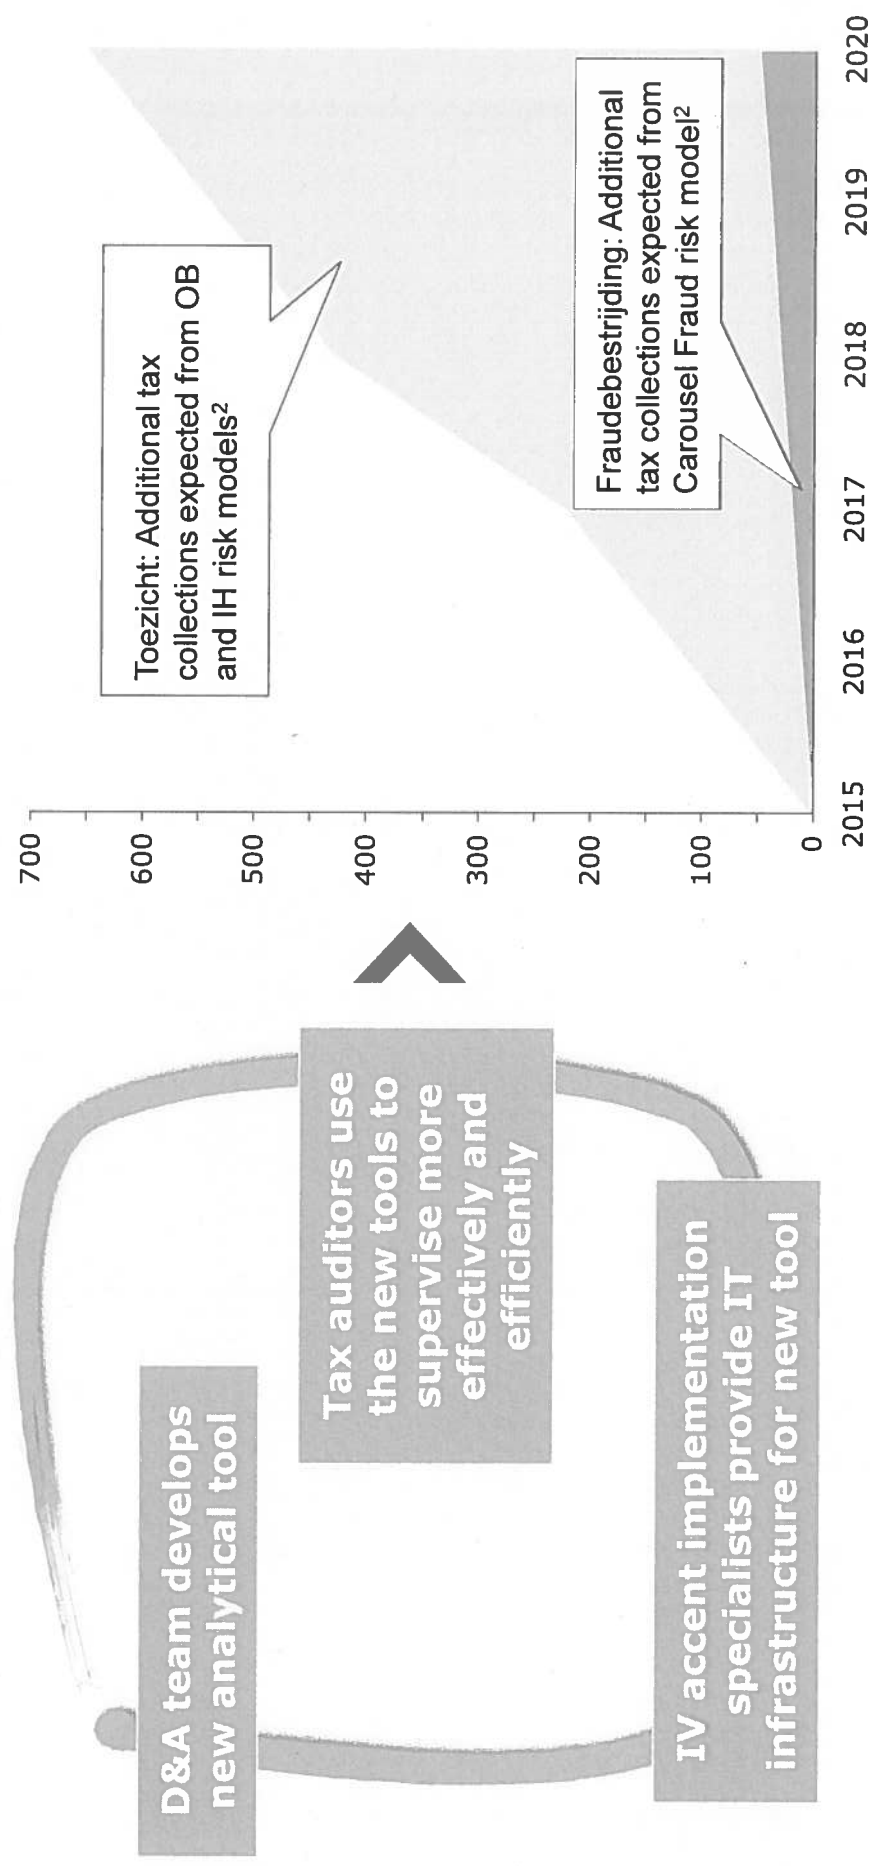 D&A team develops
new analytical tool
Tax auditors use
the new tools to
supervise more
effectively and
efficiently
IV accent implementation
specialists provide IT
infrastructure for new tool
700
600
500
400
300
200
100
0
Toezicht: Additional tax
collections expected from OB
and IH risk models²
Fraudebestrijding: Additional
tax collections expected from
Carousel Fraud risk model²
2015
2016
2017
2018
2019
2020